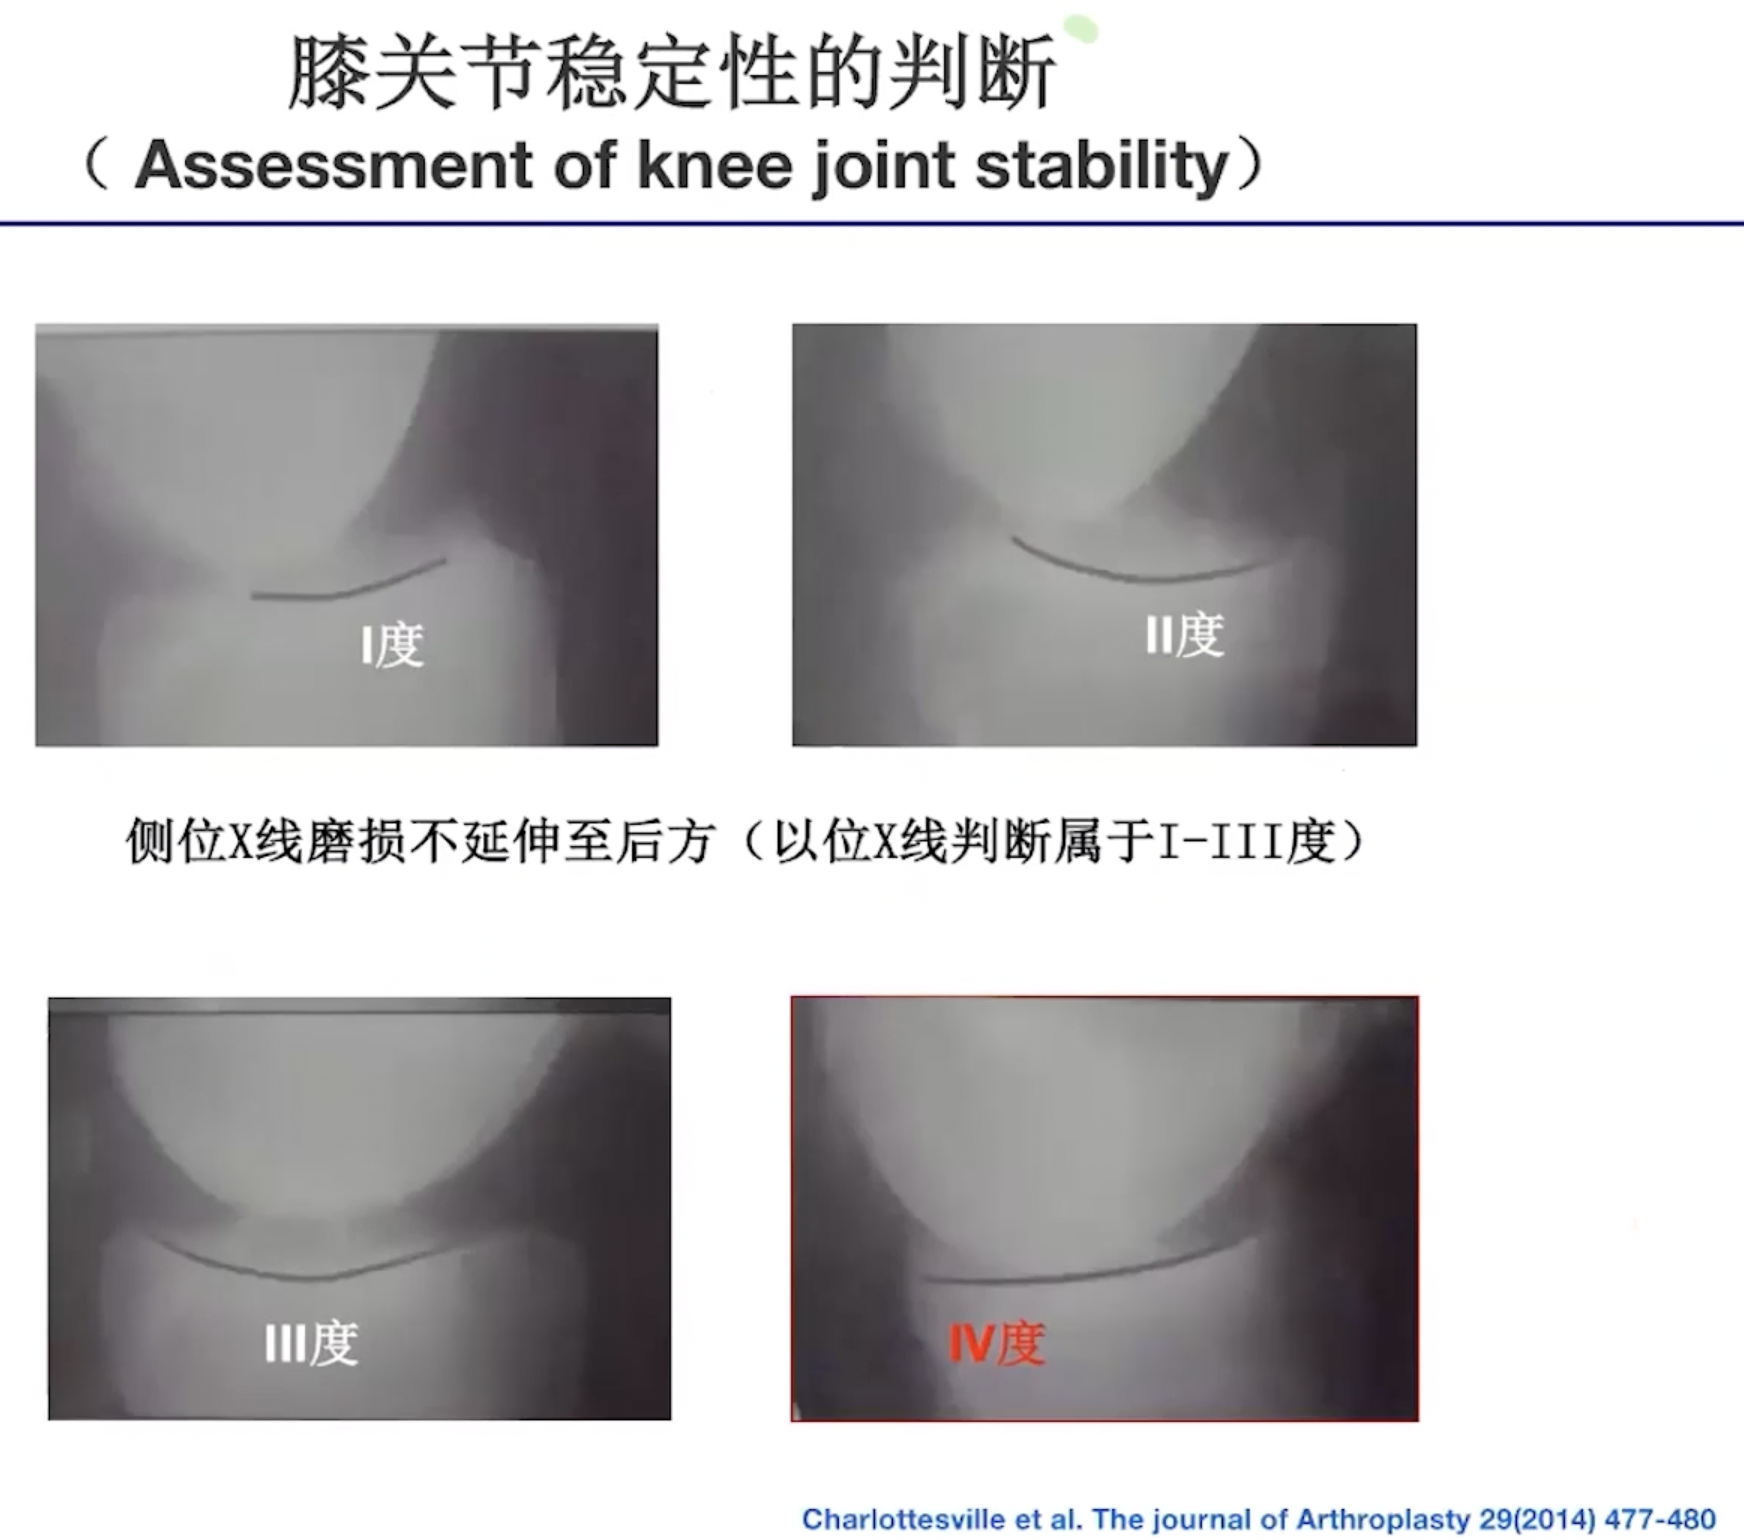 膝关节稳定性的判断
（ Assessment of knee joint stability）
I度
II度
侧位X线磨损不延伸至后方（以位X线判断属于I-III度）
III度
IV度
Charlottesville et al. The journal of Arthroplasty 29(2014) 477-480